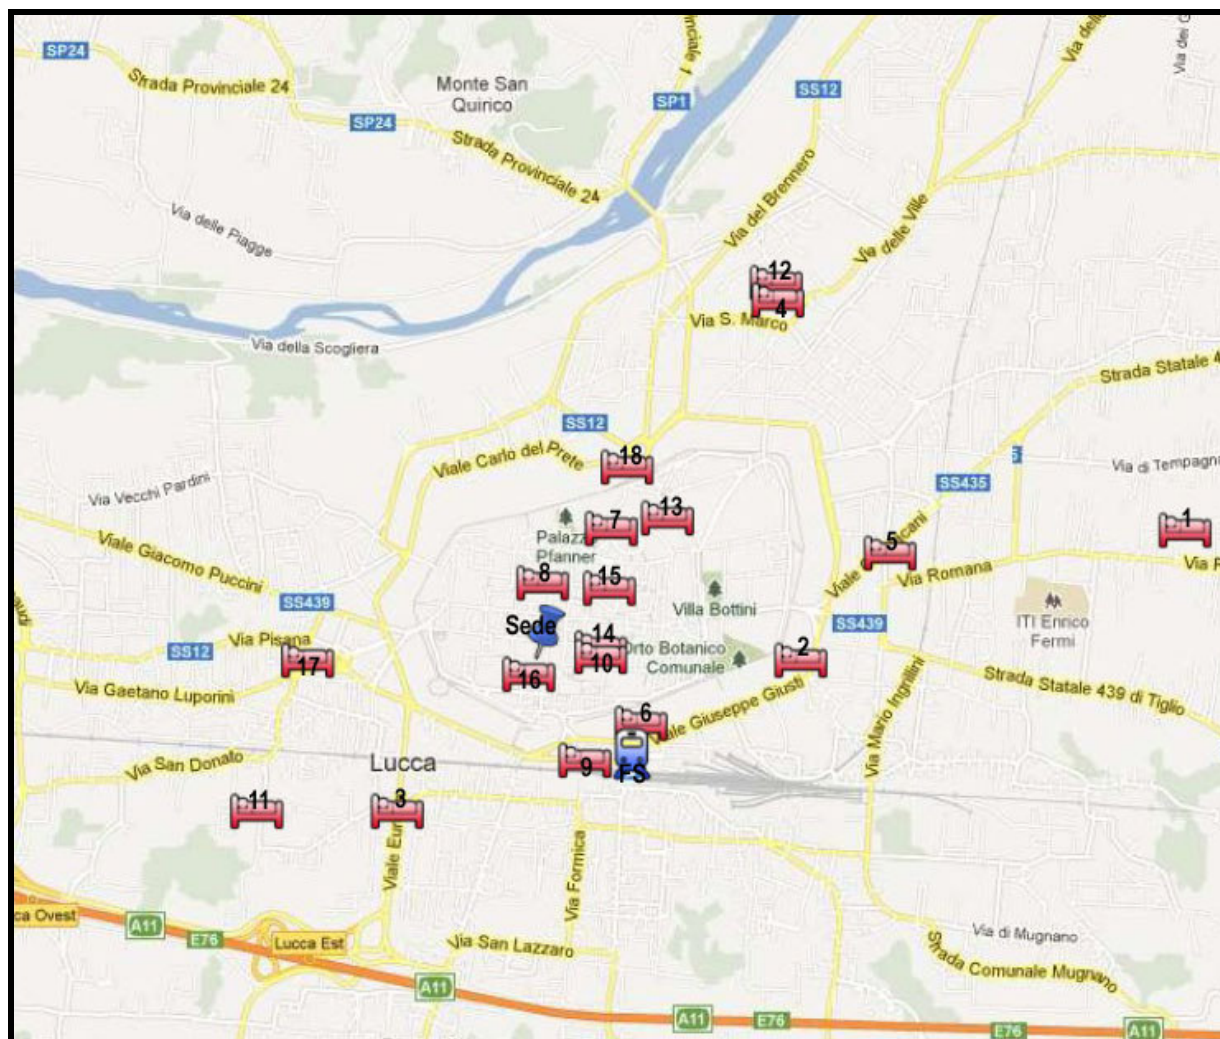 SP24
Strada Provinciale 24
SP24
Monte San
Quirico
Strada Provinciale 24
SP1
SS12
Via del Brennero
Via delle Ville
Via delle Piagge
Via della Scogliera
12
4
Via S. Marco
SS12
Viale Carlo del Prete
18
Strada Statale 4
Via Vecchi Pardini
SS435
Via di Tempagn
1
7
13
5
Viale Giacomo Puccini
Pfanner
Via Romana
8
15
Villa Bottini
SS439
ITI Enrico
Fermi
Sede
SS439
Via Pisana
SS12
17
14
10
Orto Botanico
Comunale
2
16
Via Gaetano Luporini
Strada Statale 439 di Tiglio
6
Viale Giuseppe Giusti
Via Mario Ingrillini
Via San Donato
Lucca
9
FS
11
3
Via Formica
A11
E76
Lucca Est
Via San Lazzaro
A11
Via di Mugnano
Strada Comunale Mugnano
A11
E76
E76
A11